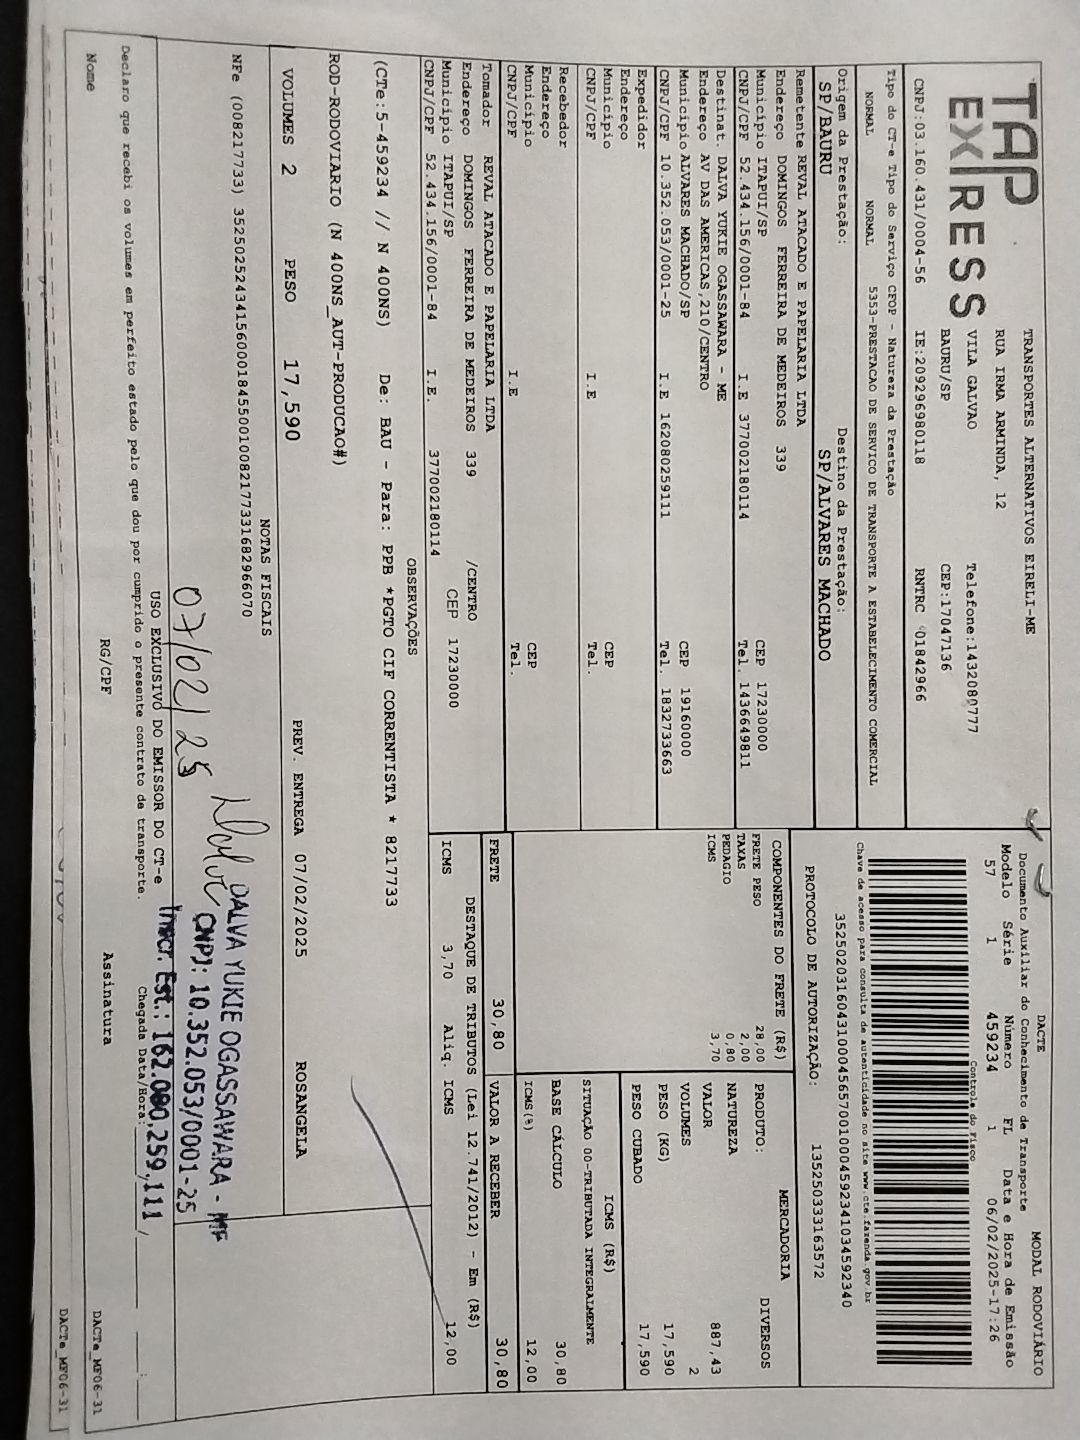 TAP
EXPRESS
TRANSPORTES ALTERNATIVOS EIRELI-ME
RUA IRMA ARMINDA, 12
VILA GALVAO Telefone:1432080777
BAURU/SP CEP:17047136
CNPJ:03.160.431/0004-56 IE:209296980118 RNTRC 01842966
DACTE MODAL RODOVIÁRIO
Documento Auxiliar do Conhecimento de Transporte
Modelo Série Número FL Data e Hora de Emissão
57 1 459234 1 06/02/2025-17:26
Controle do Fisco
Chave de acesso para consulta de autenticidade no site www.cte.fazenda.gov.br
35250203160431000456570010004592341034592340
PROTOCOLO DE AUTORIZAÇÃO: 135250333163572
Tipo do CT-e Tipo do Serviço CFOP - Natureza da Prestação
NORMAL NORMAL 5353-PRESTACAO DE SERVICO DE TRANSPORTE A ESTABELECIMENTO COMERCIAL
Origem da Prestação: Destino da Prestação:
SP/BAURU SP/ALVARES MACHADO
Remetente REVAL ATACADO E PAPELARIA LTDA
Endereço DOMINGOS FERREIRA DE MEDEIROS 339
Município ITAPUI/SP CEP 17230000
CNPJ/CPF 52.434.156/0001-84 I.E 377002180114 Tel. 1436649811
Destinat. DALVA YUKIE OGASSAWARA - ME
Endereço AV DAS AMERICAS,210/CENTRO
Município ALVARES MACHADO/SP CEP 19160000
CNPJ/CPF 10.352.053/0001-25 I.E 162080259111 Tel. 1832733663
Expedidor
Endereço
Município CEP
CNPJ/CPF I.E Tel.
Recebedor
Endereço
Município CEP
CNPJ/CPF I.E Tel.
Tomador REVAL ATACADO E PAPELARIA LTDA
Endereço DOMINGOS FERREIRA DE MEDEIROS 339 /CENTRO
Município ITAPUI/SP CEP 17230000
CNPJ/CPF 52.434.156/0001-84 I.E. 377002180114
COMPONENTES DO FRETE (R$)
FRETE PESO 28,00
TAXAS 2,00
PEDAGIO 0,80
ICMS 3,70
MERCADORIA
PRODUTO: DIVERSOS
NATUREZA
VALOR 887,43
VOLUMES 2
PESO (KG) 17,590
PESO CUBADO 17,590
ICMS (R$)
SITUAÇÃO 00-TRIBUTADA INTEGRALMENTE
BASE CÁLCULO 30,80
ICMS(%) 12,00
FRETE 30,80 VALOR A RECEBER 30,80
DESTAQUE DE TRIBUTOS (Lei 12.741/2012) - Em (R$)
ICMS 3,70 Aliq. ICMS 12,00
OBSERVAÇÕES
(CTe:5-459234 // N 400NS) De: BAU - Para: PPB *PGTO CIF CORRENTISTA * 8217733
ROD-RODOVIARIO (N 400NS_AUT-PRODUCAO#)
VOLUMES 2 PESO 17,590 PREV. ENTREGA 07/02/2025 ROSANGELA
NOTAS FISCAIS
NFe (008217733) 35250252434156000184550010082177331682966070
07/02/25 Dalva
DALVA YUKIE OGASSAWARA - ME
CNPJ: 10.352.053/0001-25
Inscr. Est.: 162.080.259.111
USO EXCLUSIVO DO EMISSOR DO CT-e
Declaro que recebi os volumes em perfeito estado pelo que dou por cumprido o presente contrato de transporte. Chegada Data/Hora: / :
Nome RG/CPF Assinatura DACTe_MF06-31
DACTe_MF06-31